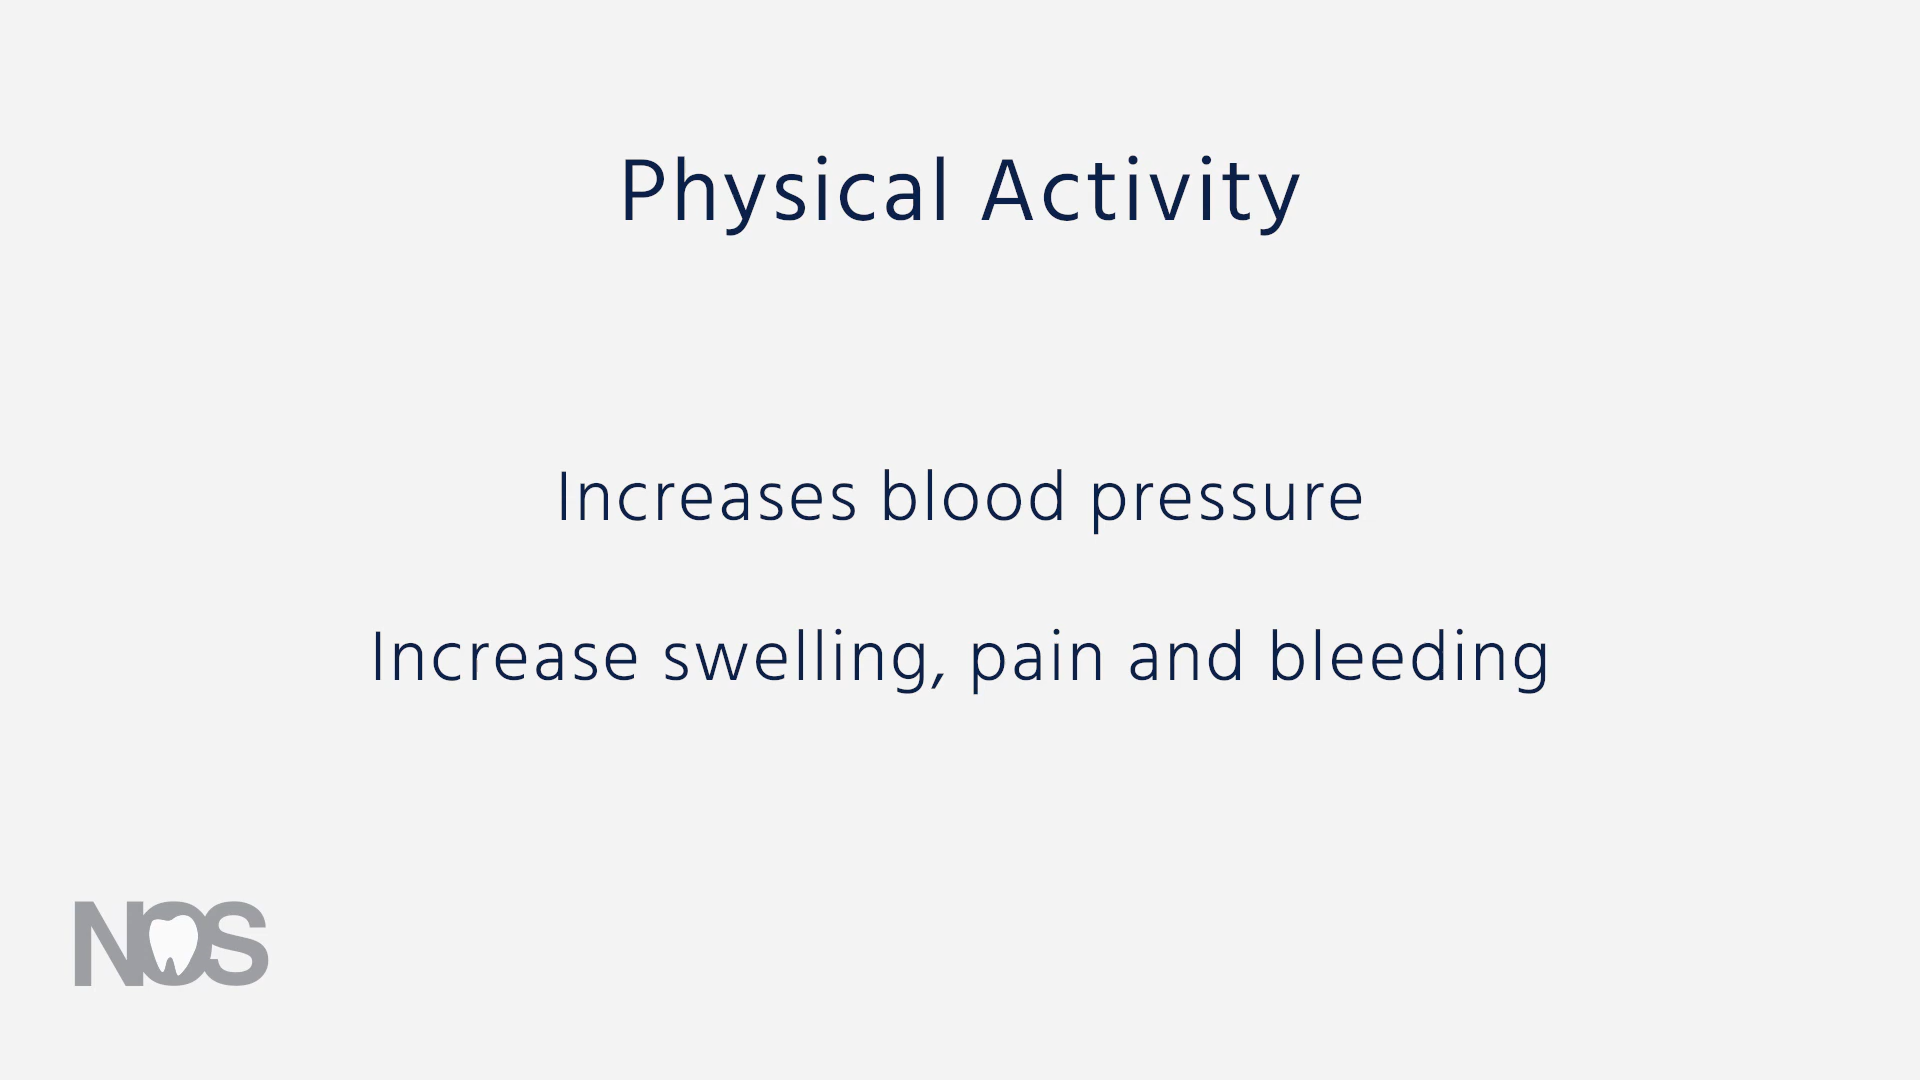 Physical Activity
Increases blood pressure
Increase swelling, pain and bleeding
NOS